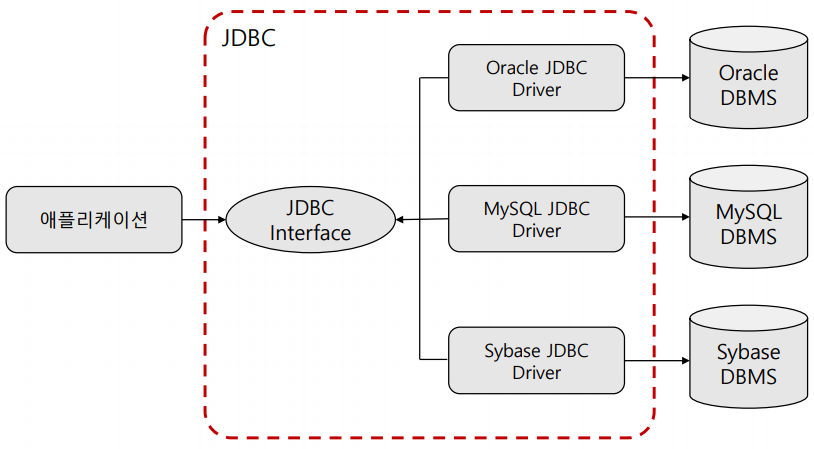 JDBC
Oracle JDBC
Driver
Oracle
DBMS
애플리케이션
JDBC
Interface
MySQL JDBC
Driver
MySQL
DBMS
Sybase JDBC
Driver
Sybase
DBMS